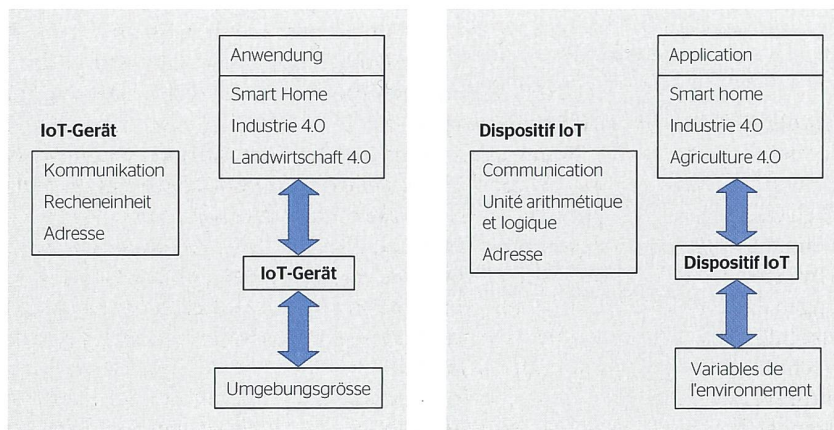 Anwendung
Smart Home
Industrie 4.0
Landwirtschaft 4.0
IoT-Gerät
Kommunikation
Recheneinheit
Adresse
IoT-Gerät
Umgebungsgrösse
Application
Smart home
Industrie 4.0
Agriculture 4.0
Dispositif IoT
Communication
Unité arithmétique
et logique
Adresse
Dispositif IoT
Variables de
l'environnement